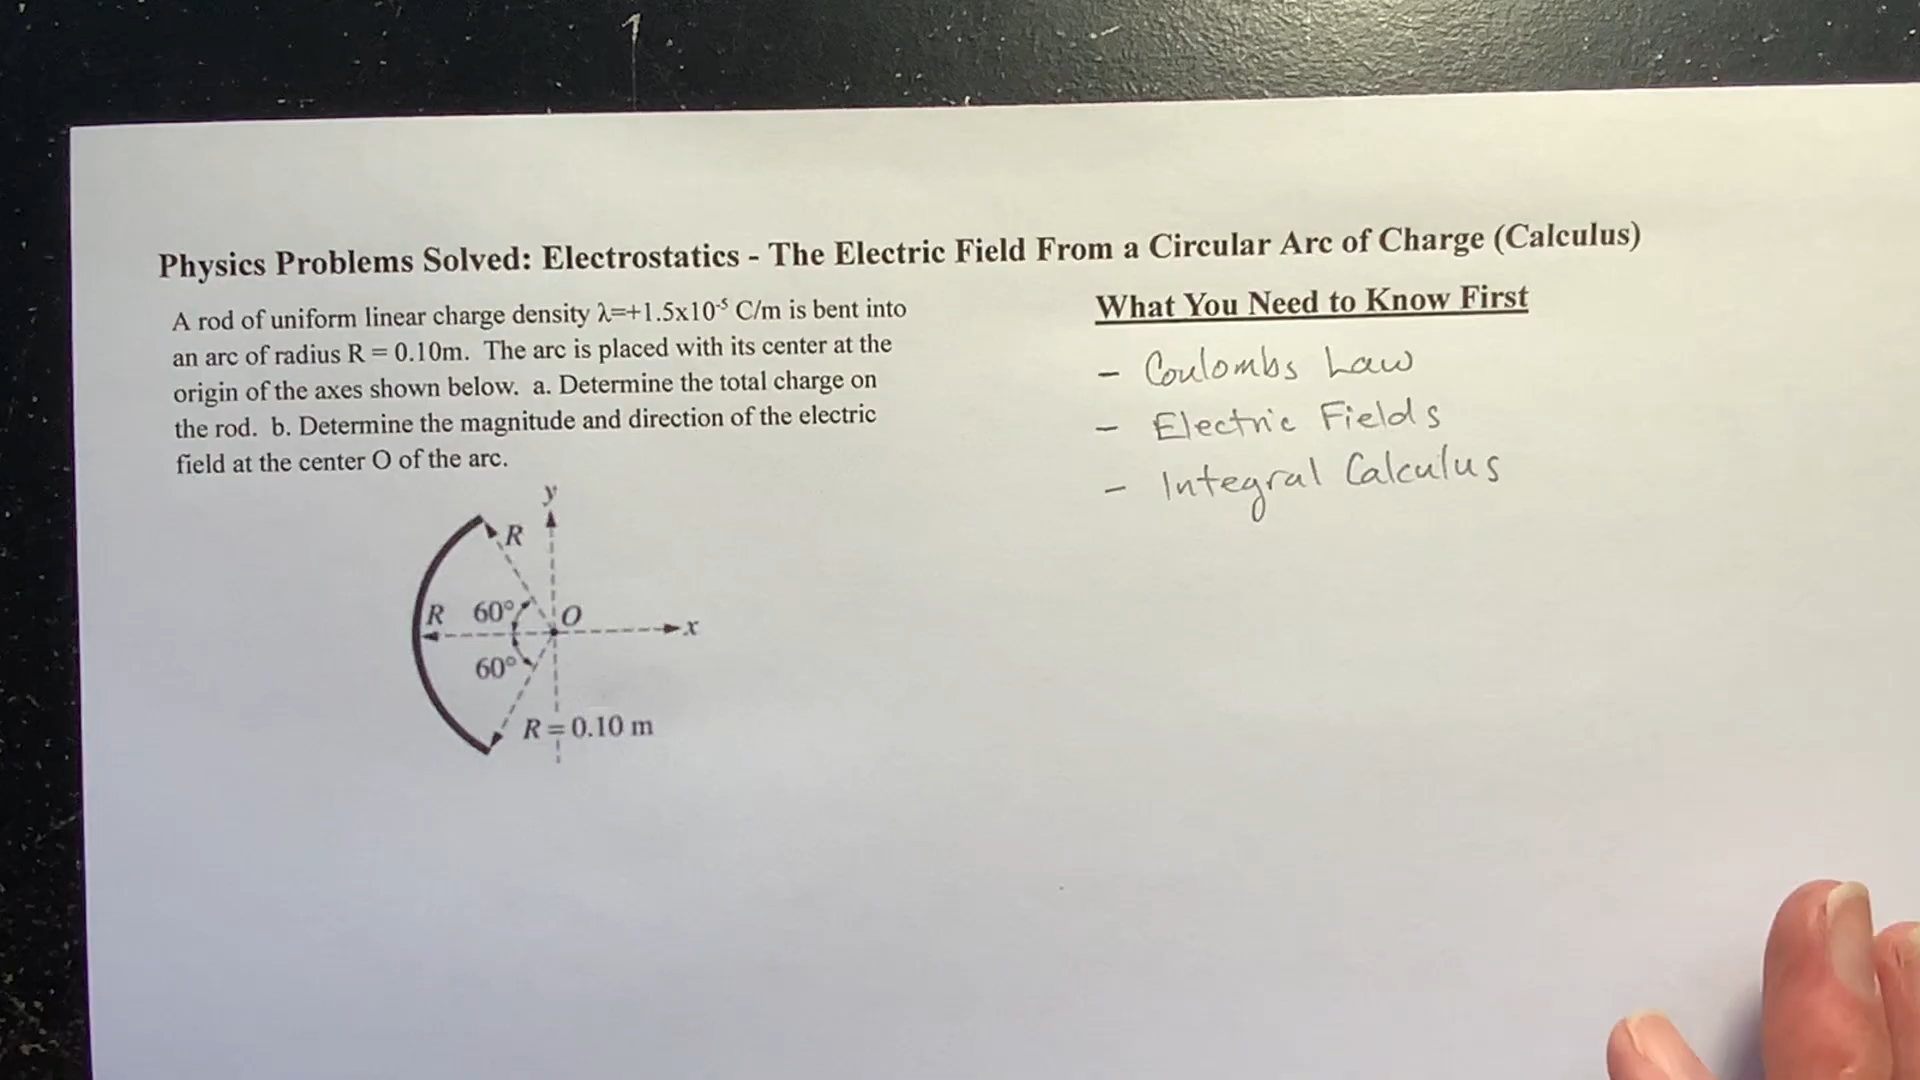 Physics Problems Solved: Electrostatics - The Electric Field From a Circular Arc of Charge (Calculus)
A rod of uniform linear charge density λ=+1.5x10⁻⁵ C/m is bent into
an arc of radius R = 0.10m. The arc is placed with its center at the
origin of the axes shown below. a. Determine the total charge on
the rod. b. Determine the magnitude and direction of the electric
field at the center O of the arc.
What You Need to Know First
- Coulombs Law
- Electric Fields
- Integral Calculus
y
R
R 60° O
x
60°
R = 0.10 m